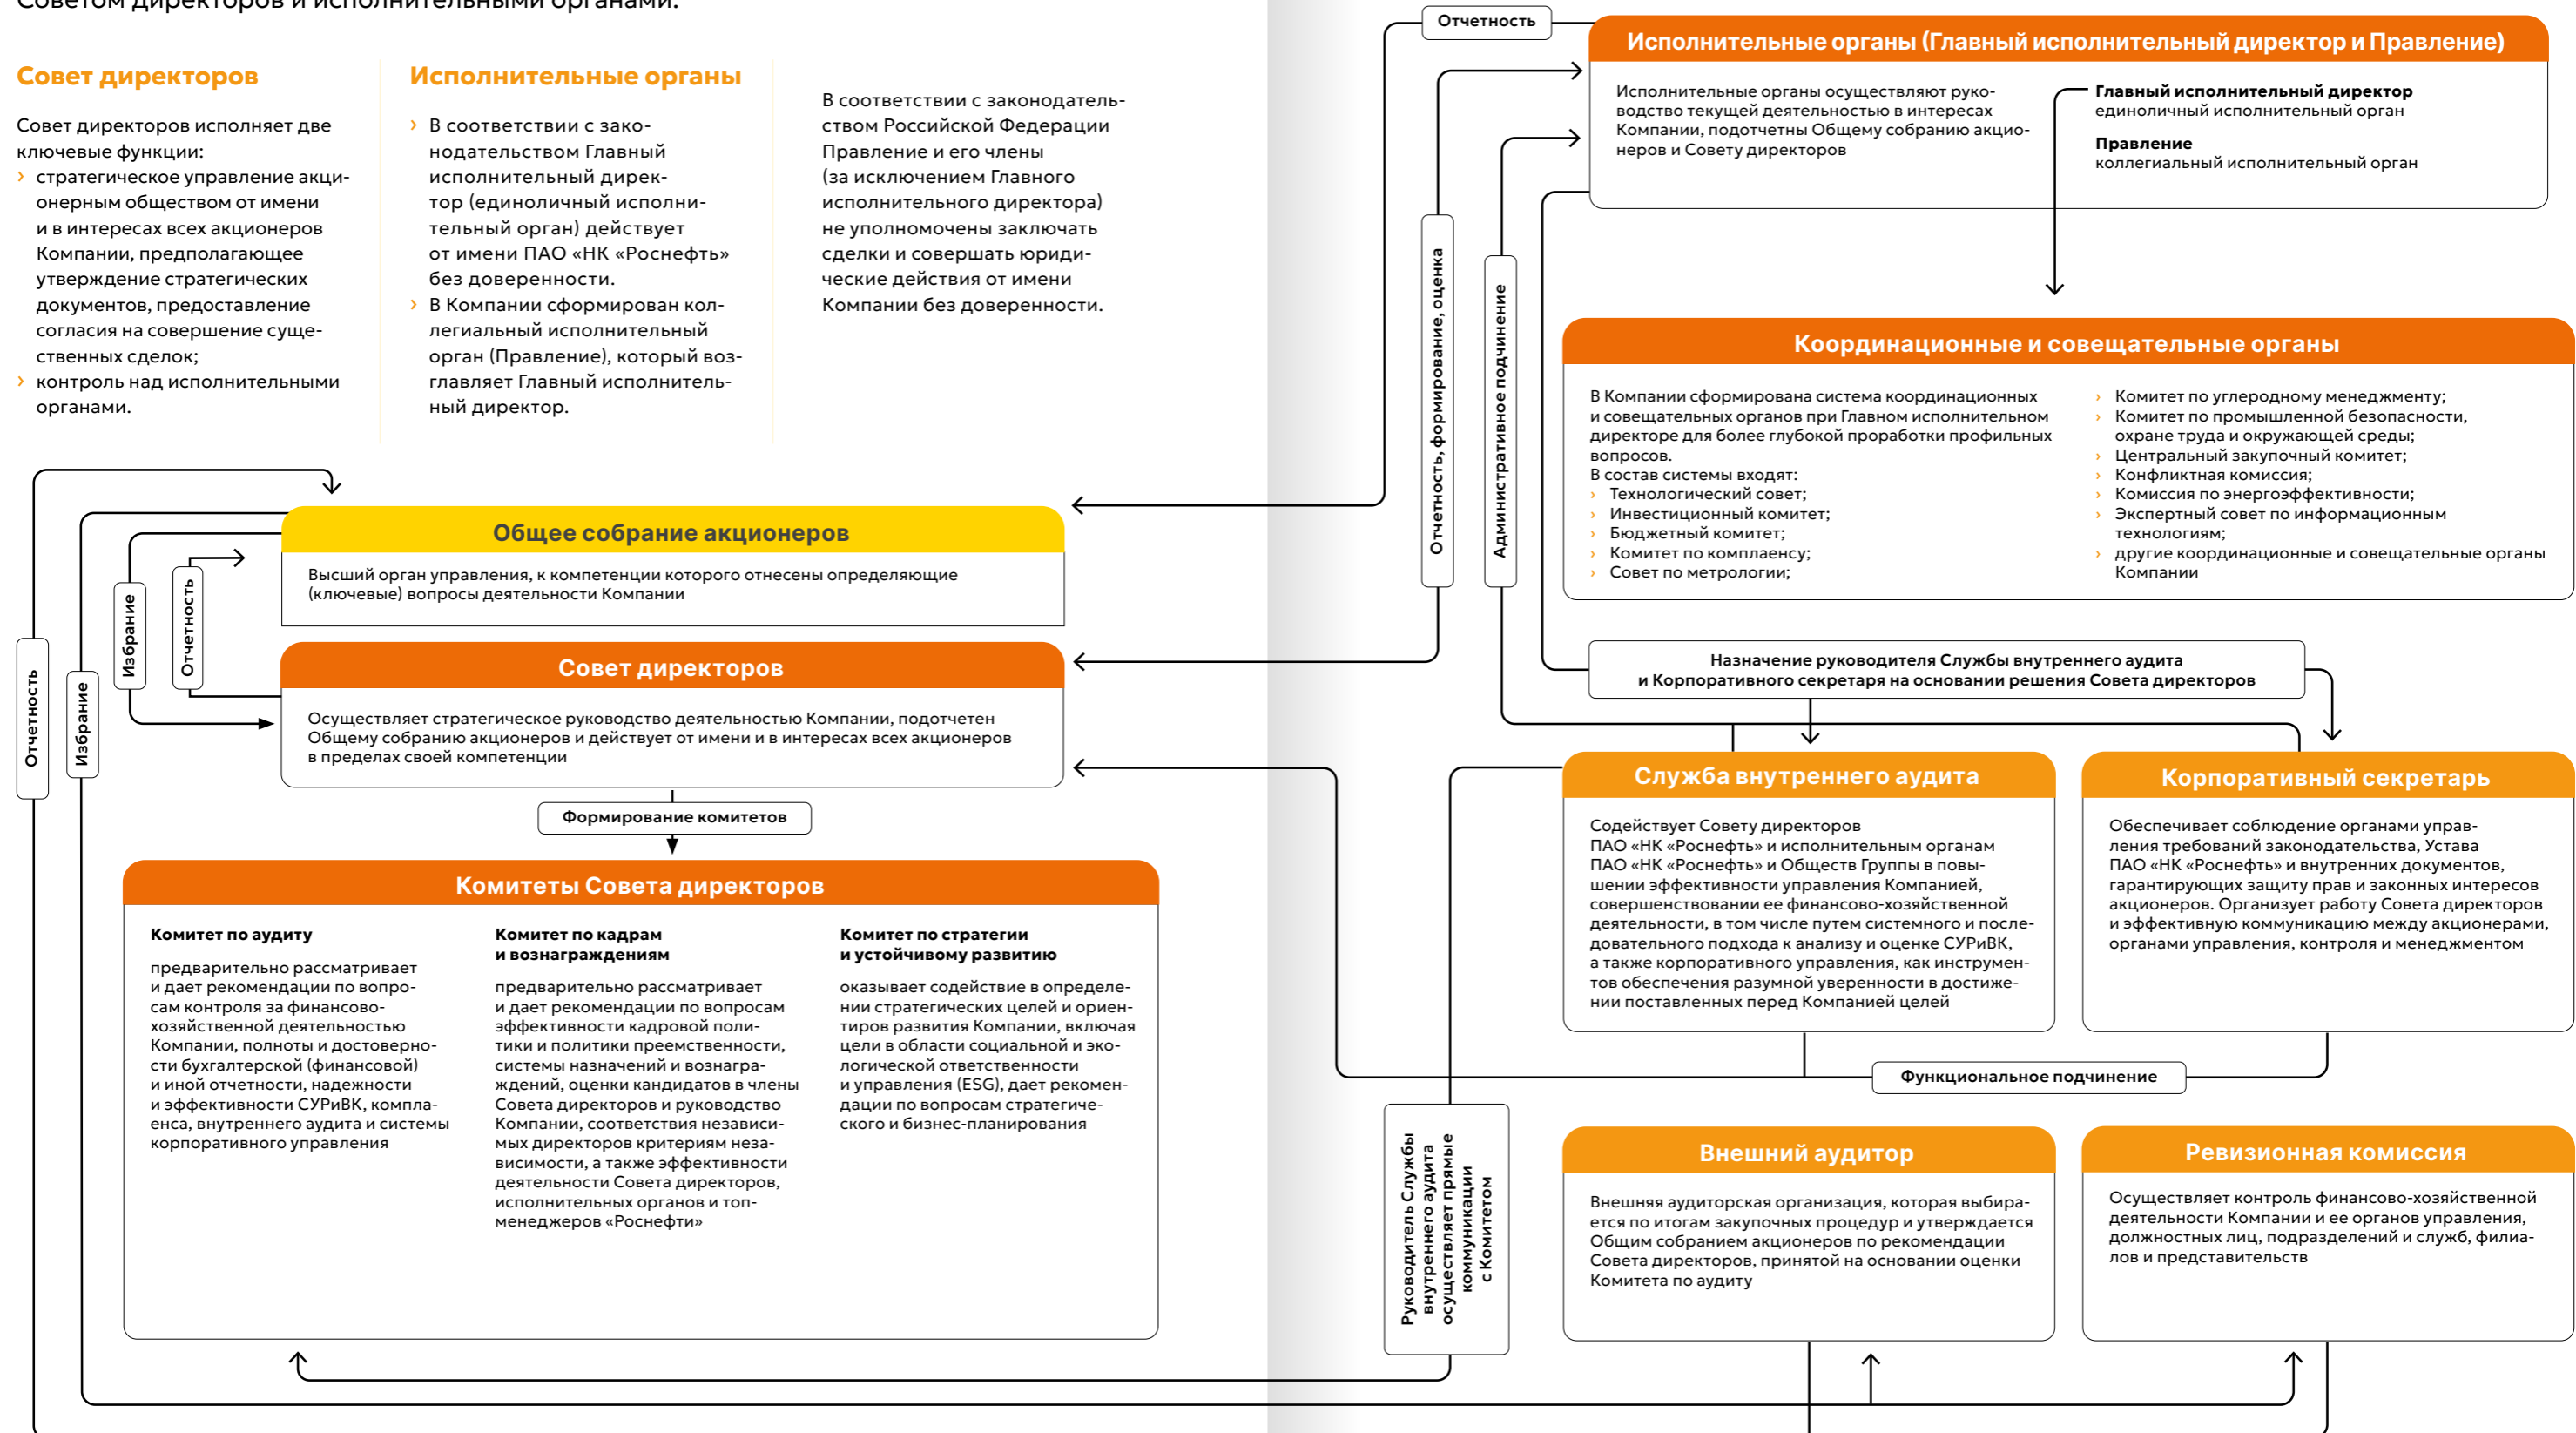 Советом директоров и исполнительными органами.
Совет директоров
Совет директоров исполняет две
ключевые функции:
› стратегическое управление акци-
онерным обществом от имени
и в интересах всех акционеров
Компании, предполагающее
утверждение стратегических
документов, предоставление
согласия на совершение суще-
ственных сделок;
› контроль над исполнительными
органами.
Исполнительные органы
› В соответствии с зако-
нодательством Главный
исполнительный дирек-
тор (единоличный исполни-
тельный орган) действует
от имени ПАО «НК «Роснефть»
без доверенности.
› В Компании сформирован кол-
легиальный исполнительный
орган (Правление), который воз-
главляет Главный исполнитель-
ный директор.
В соответствии с законодатель-
ством Российской Федерации
Правление и его члены
(за исключением Главного
исполнительного директора)
не уполномочены заключать
сделки и совершать юриди-
ческие действия от имени
Компании без доверенности.
Отчетность
Избрание
Избрание
Отчетность
Общее собрание акционеров
Высший орган управления, к компетенции которого отнесены определяющие
(ключевые) вопросы деятельности Компании
Совет директоров
Осуществляет стратегическое руководство деятельностью Компании, подотчетен
Общему собранию акционеров и действует от имени и в интересах всех акционеров
в пределах своей компетенции
Формирование комитетов
Комитеты Совета директоров
Комитет по аудиту
предварительно рассматривает
и дает рекомендации по вопро-
сам контроля за финансово-
хозяйственной деятельностью
Компании, полноты и достоверно-
сти бухгалтерской (финансовой)
и иной отчетности, надежности
и эффективности СУРиВК, компла-
енса, внутреннего аудита и системы
корпоративного управления
Комитет по кадрам
и вознаграждениям
предварительно рассматривает
и дает рекомендации по вопросам
эффективности кадровой поли-
тики и политики преемственности,
системы назначений и вознагра-
ждений, оценки кандидатов в члены
Совета директоров и руководство
Компании, соответствия независи-
мых директоров критериям неза-
висимости, а также эффективности
деятельности Совета директоров,
исполнительных органов и топ-
менеджеров «Роснефти»
Комитет по стратегии
и устойчивому развитию
оказывает содействие в определе-
нии стратегических целей и ориен-
тиров развития Компании, включая
цели в области социальной и эко-
логической ответственности
и управления (ESG), дает рекомен-
дации по вопросам стратегиче-
ского и бизнес-планирования
Отчетность
Отчетность, формирование, оценка
Административное подчинение
Исполнительные органы (Главный исполнительный директор и Правление)
Исполнительные органы осуществляют руко-
водство текущей деятельностью в интересах
Компании, подотчетны Общему собранию акцио-
неров и Совету директоров
Главный исполнительный директор
единоличный исполнительный орган
Правление
коллегиальный исполнительный орган
Координационные и совещательные органы
В Компании сформирована система координационных
и совещательных органов при Главном исполнительном
директоре для более глубокой проработки профильных
вопросов.
В состав системы входят:
› Технологический совет;
› Инвестиционный комитет;
› Бюджетный комитет;
› Комитет по комплаенсу;
› Совет по метрологии;
› Комитет по углеродному менеджменту;
› Комитет по промышленной безопасности,
охране труда и окружающей среды;
› Центральный закупочный комитет;
› Конфликтная комиссия;
› Комиссия по энергоэффективности;
› Экспертный совет по информационным
технологиям;
› другие координационные и совещательные органы
Компании
Назначение руководителя Службы внутреннего аудита
и Корпоративного секретаря на основании решения Совета директоров
Служба внутреннего аудита
Содействует Совету директоров
ПАО «НК «Роснефть» и исполнительным органам
ПАО «НК «Роснефть» и Обществ Группы в повы-
шении эффективности управления Компанией,
совершенствовании ее финансово-хозяйственной
деятельности, в том числе путем системного и после-
довательного подхода к анализу и оценке СУРиВК,
а также корпоративного управления, как инструмен-
тов обеспечения разумной уверенности в достиже-
нии поставленных перед Компанией целей
Корпоративный секретарь
Обеспечивает соблюдение органами управ-
ления требований законодательства, Устава
ПАО «НК «Роснефть» и внутренних документов,
гарантирующих защиту прав и законных интересов
акционеров. Организует работу Совета директоров
и эффективную коммуникацию между акционерами,
органами управления, контроля и менеджментом
Функциональное подчинение
Руководитель Службы
внутреннего аудита
осуществляет прямые
коммуникации
с Комитетом
Внешний аудитор
Внешняя аудиторская организация, которая выбира-
ется по итогам закупочных процедур и утверждается
Общим собранием акционеров по рекомендации
Совета директоров, принятой на основании оценки
Комитета по аудиту
Ревизионная комиссия
Осуществляет контроль финансово-хозяйственной
деятельности Компании и ее органов управления,
должностных лиц, подразделений и служб, филиа-
лов и представительств